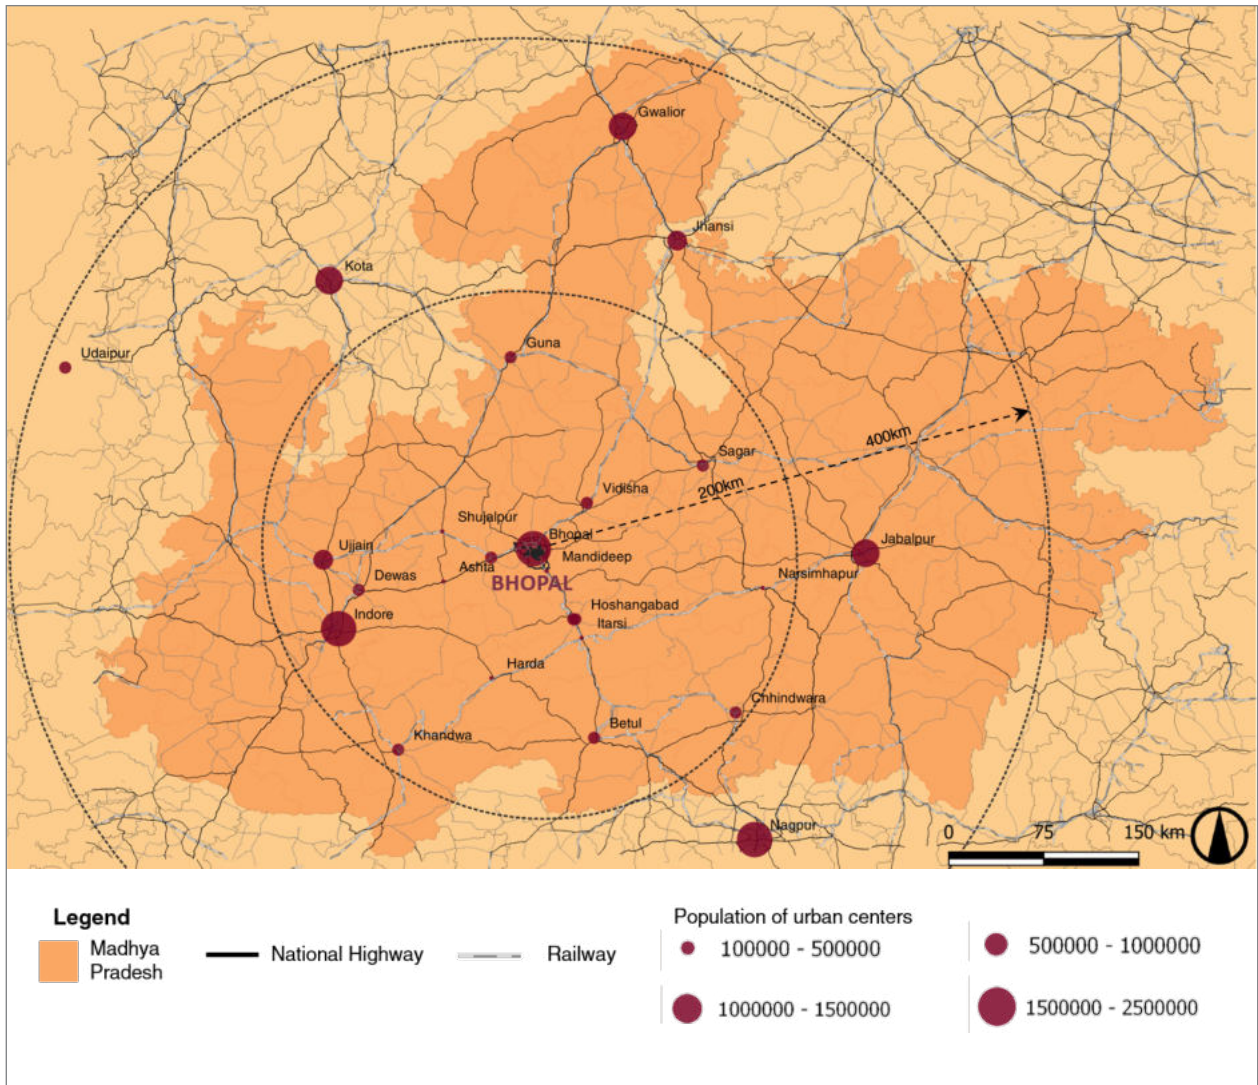 Gwalior
Jhansi
Kota
Udaipur
Guna
Sagar
400km
200km
Vidisha
Shujalpur
Bhopal
Ujjain
Ashta
Mandideep
Jabalpur
Dewas
BHOPAL
Narsimhapur
Indore
Hoshangabad
Itarsi
Harda
Chhindwara
Khandwa
Betul
Nagpur
0 75 150 km
Legend
Madhya
Pradesh
National Highway
Railway
Population of urban centers
100000 - 500000
500000 - 1000000
1000000 - 1500000
1500000 - 2500000